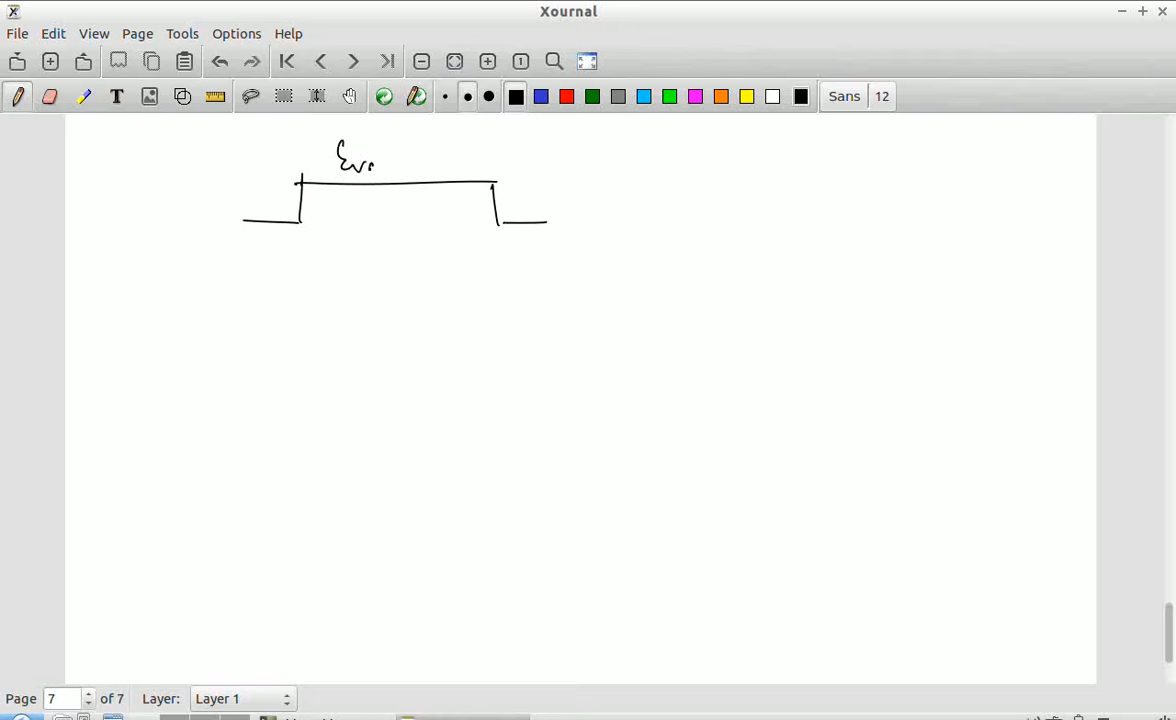 Xournal
File Edit View Page Tools Options Help
Sans 12
Page 7 of 7 Layer: Layer 1